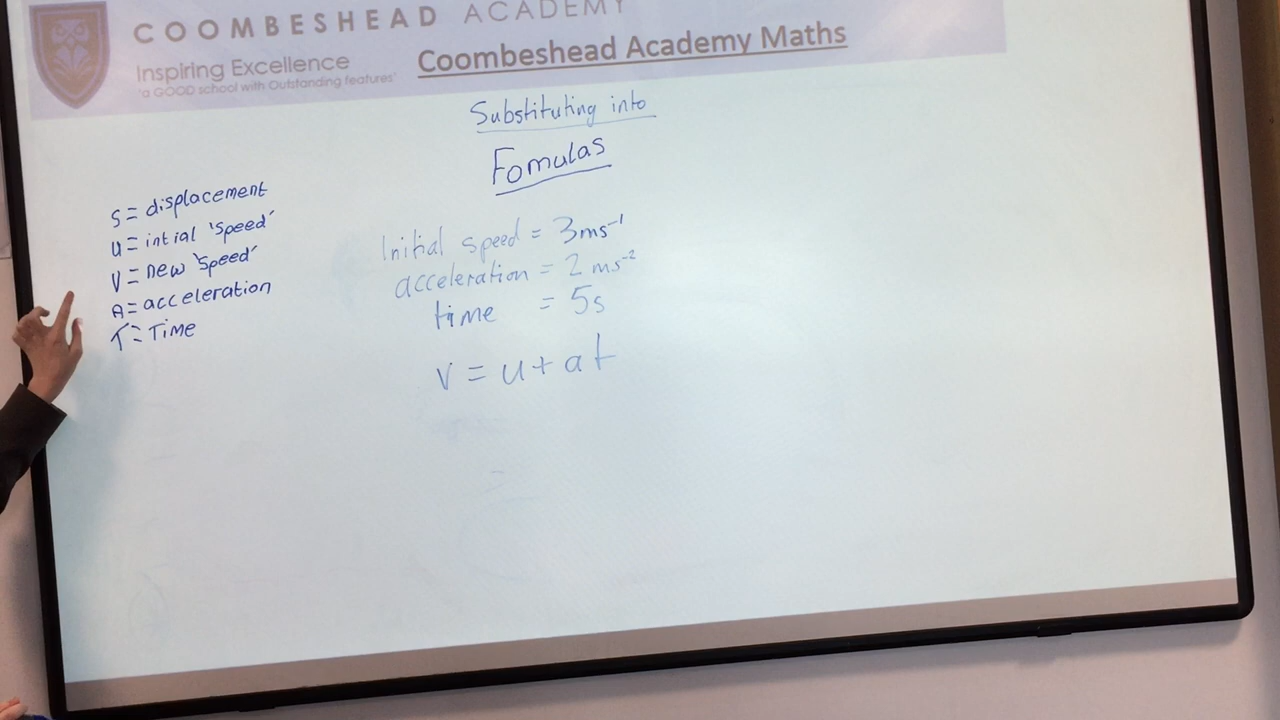 COOMBESHEAD ACADEMY
Inspiring Excellence
'a GOOD school with Outstanding features'
Coombeshead Academy Maths
Substituting into
Fomulas
S = displacement
u = intial 'speed'
V = new 'speed'
A = acceleration
T = Time
Initial speed = 3ms⁻¹
acceleration = 2 ms⁻²
time = 5s
v = u + at